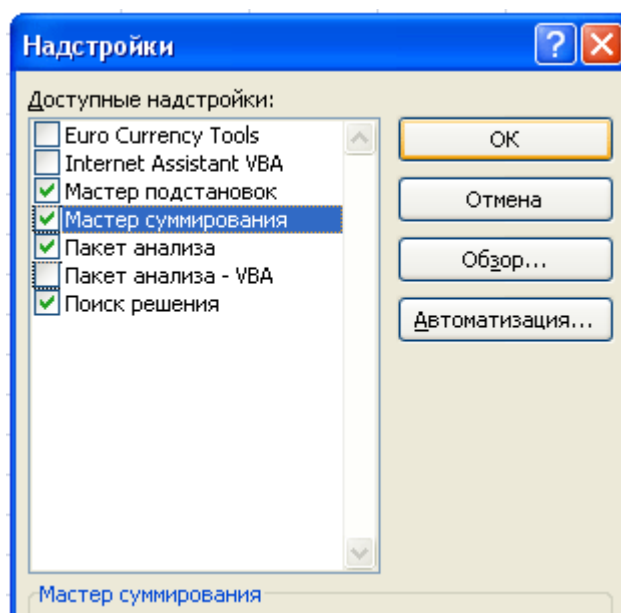 Надстройки
Доступные надстройки:
Euro Currency Tools
Internet Assistant VBA
Мастер подстановок
Мастер суммирования
Пакет анализа
Пакет анализа - VBA
Поиск решения
ОК
Отмена
Обзор...
Автоматизация...
Мастер суммирования